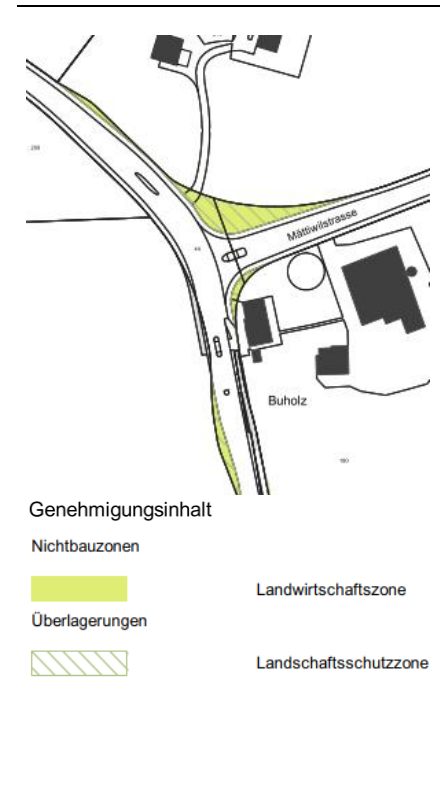 Mättiwilstrasse
Buholz
Genehmigungsinhalt
Nichtbauzonen
Landwirtschaftszone
Überlagerungen
Landschaftsschutzzone